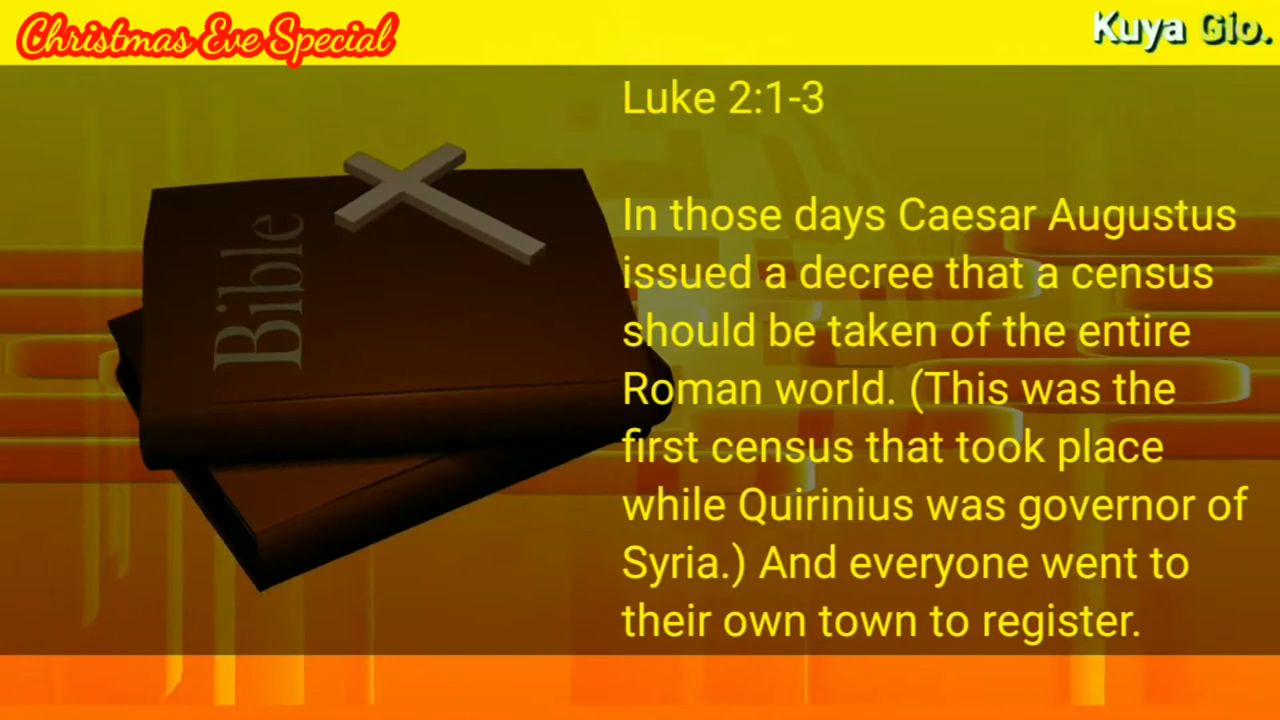 Christmas Eve Special
Kuya Gio.
Luke 2:1-3
In those days Caesar Augustus
issued a decree that a census
should be taken of the entire
Roman world. (This was the
first census that took place
while Quirinius was governor of
Syria.) And everyone went to
their own town to register.
Bible